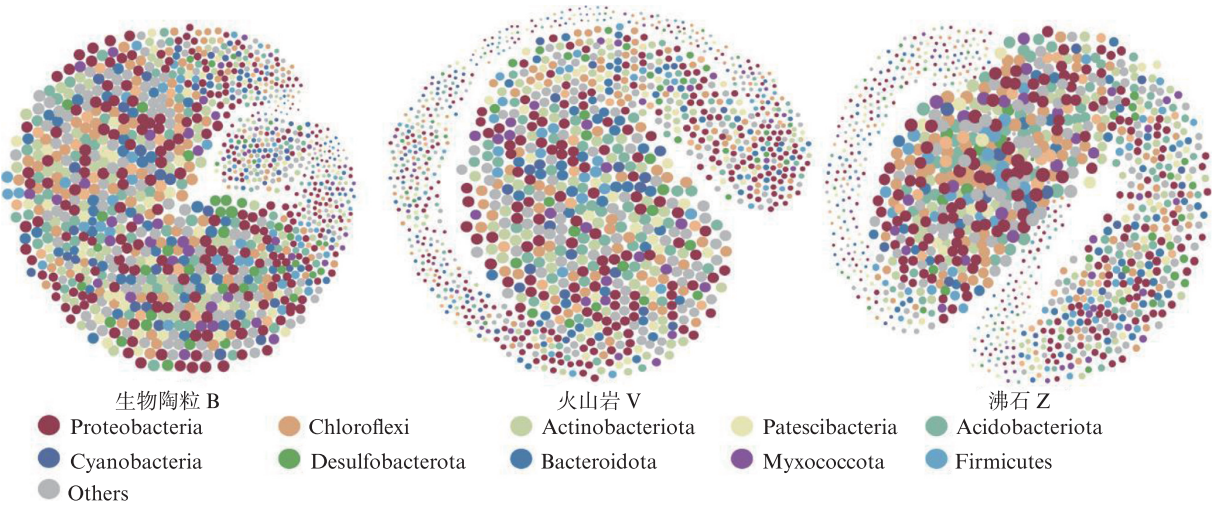 生物陶粒 B 火山岩 V 沸石 Z
Proteobacteria Chloroflexi Actinobacteriota Patescibacteria Acidobacteriota
Cyanobacteria Desulfobacterota Bacteroidota Myxococcota Firmicutes
Others